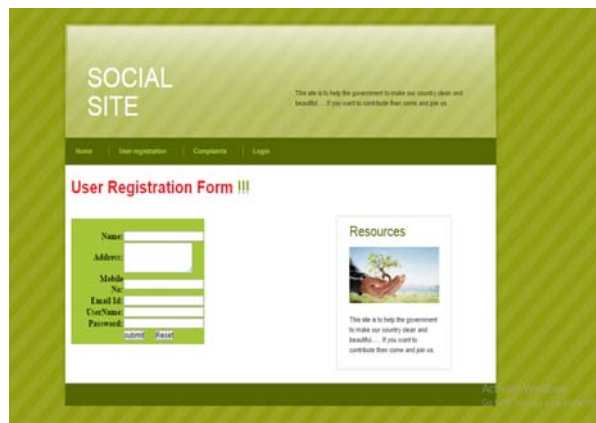 SOCIAL
SITE
This site is to help the government to make our country clean and
beautiful..... If you want to contribute then come and join us.
Home User registration Complaints Login
User Registration Form !!!
Name:
Address:
Mobile
No:
Email Id:
UserName:
Password:
submit Reset
Resources
This site is to help the government
to make our country clean and
beautiful..... If you want to
contribute then come and join us.
Activate Windows